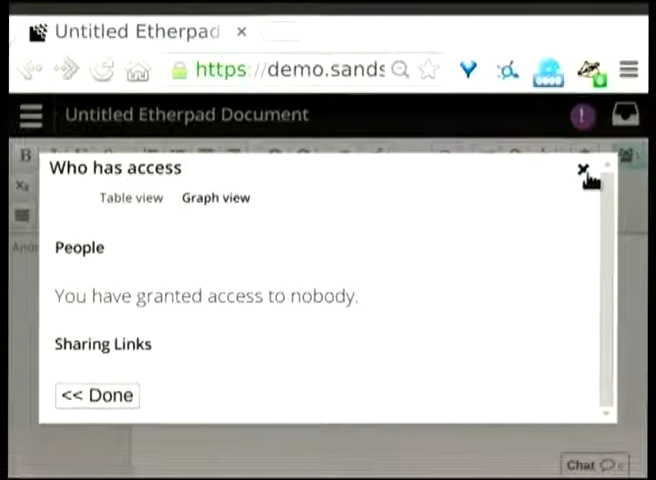 Untitled Etherpad
https://demo.sands
Untitled Etherpad Document
B
Who has access
Table view Graph view
People
You have granted access to nobody.
Sharing Links
<< Done
Chat